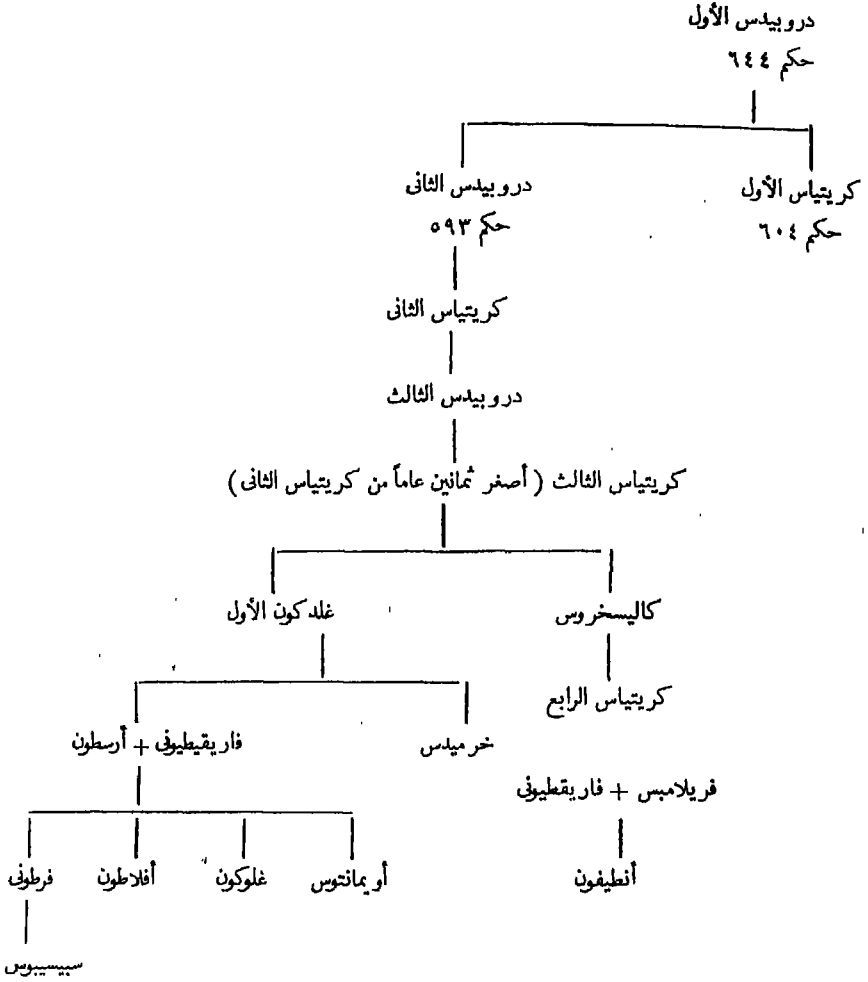 دروبيدس الأول
حكم ٦٤٤
كريتياس الأول
دروبيدس الثانى
حكم ٦٠٤
حكم ٥٩٣
كريتياس الثانى
دروبيدس الثالث
كريتياس الثالث (أصغر ثمانين عاماً من كريتياس الثانى)
كاليسخروس
غلدكون الأول
كريتياس الرابع
خرميدس
فاريقيطيونى + أرسطون
فريلامبس + فاريقطيونى
أنطيفون
أويمانتوس
غلوكون
أفلاطون
فرطونى
سبيسيبوس